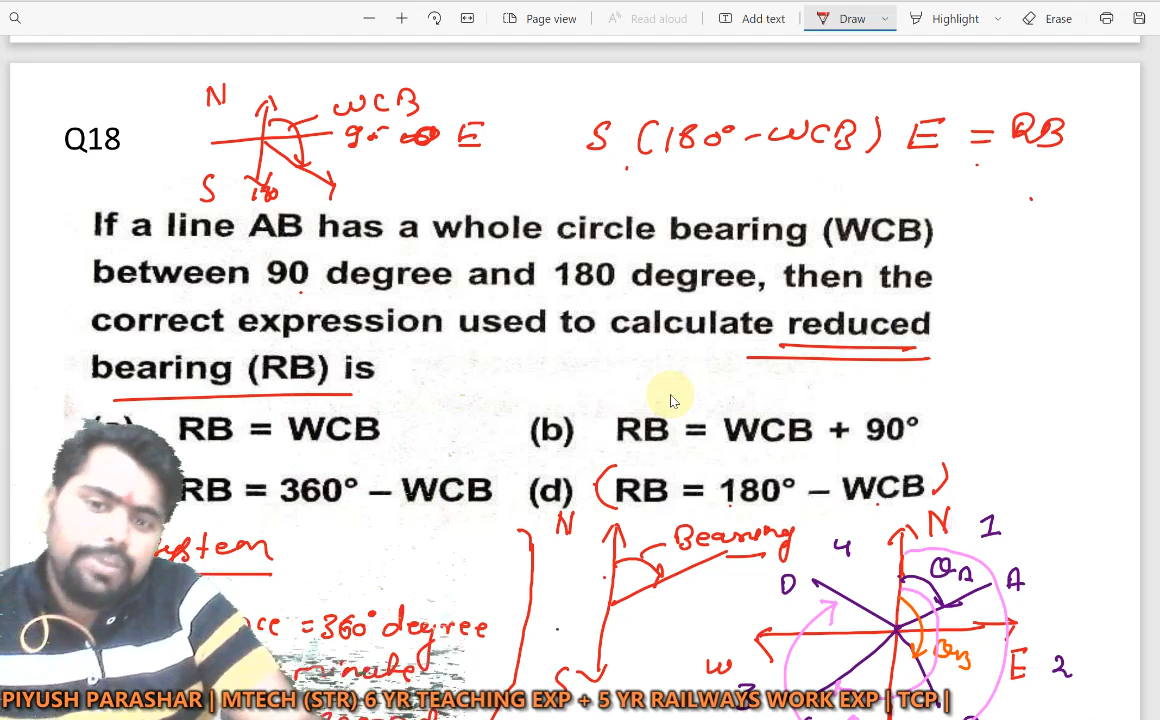 Page view
Read aloud
Add text
Draw
Highlight
Erase
N
WCB
E
S (180° - WCB) E = RB
Q18
S 180
If a line AB has a whole circle bearing (WCB)
between 90 degree and 180 degree, then the
correct expression used to calculate reduced
bearing (RB) is
RB = WCB (b) RB = WCB + 90°
RB = 360° – WCB (d) (RB = 180° – WCB)
N Bearing N 1
ystem 4
D A
= 360° degree
minute W E 2
S 3
PIYUSH PARASHAR | MTECH (STR) 6 YR TEACHING EXP + 5 YR RAILWAYS WORK EXP | TCP |